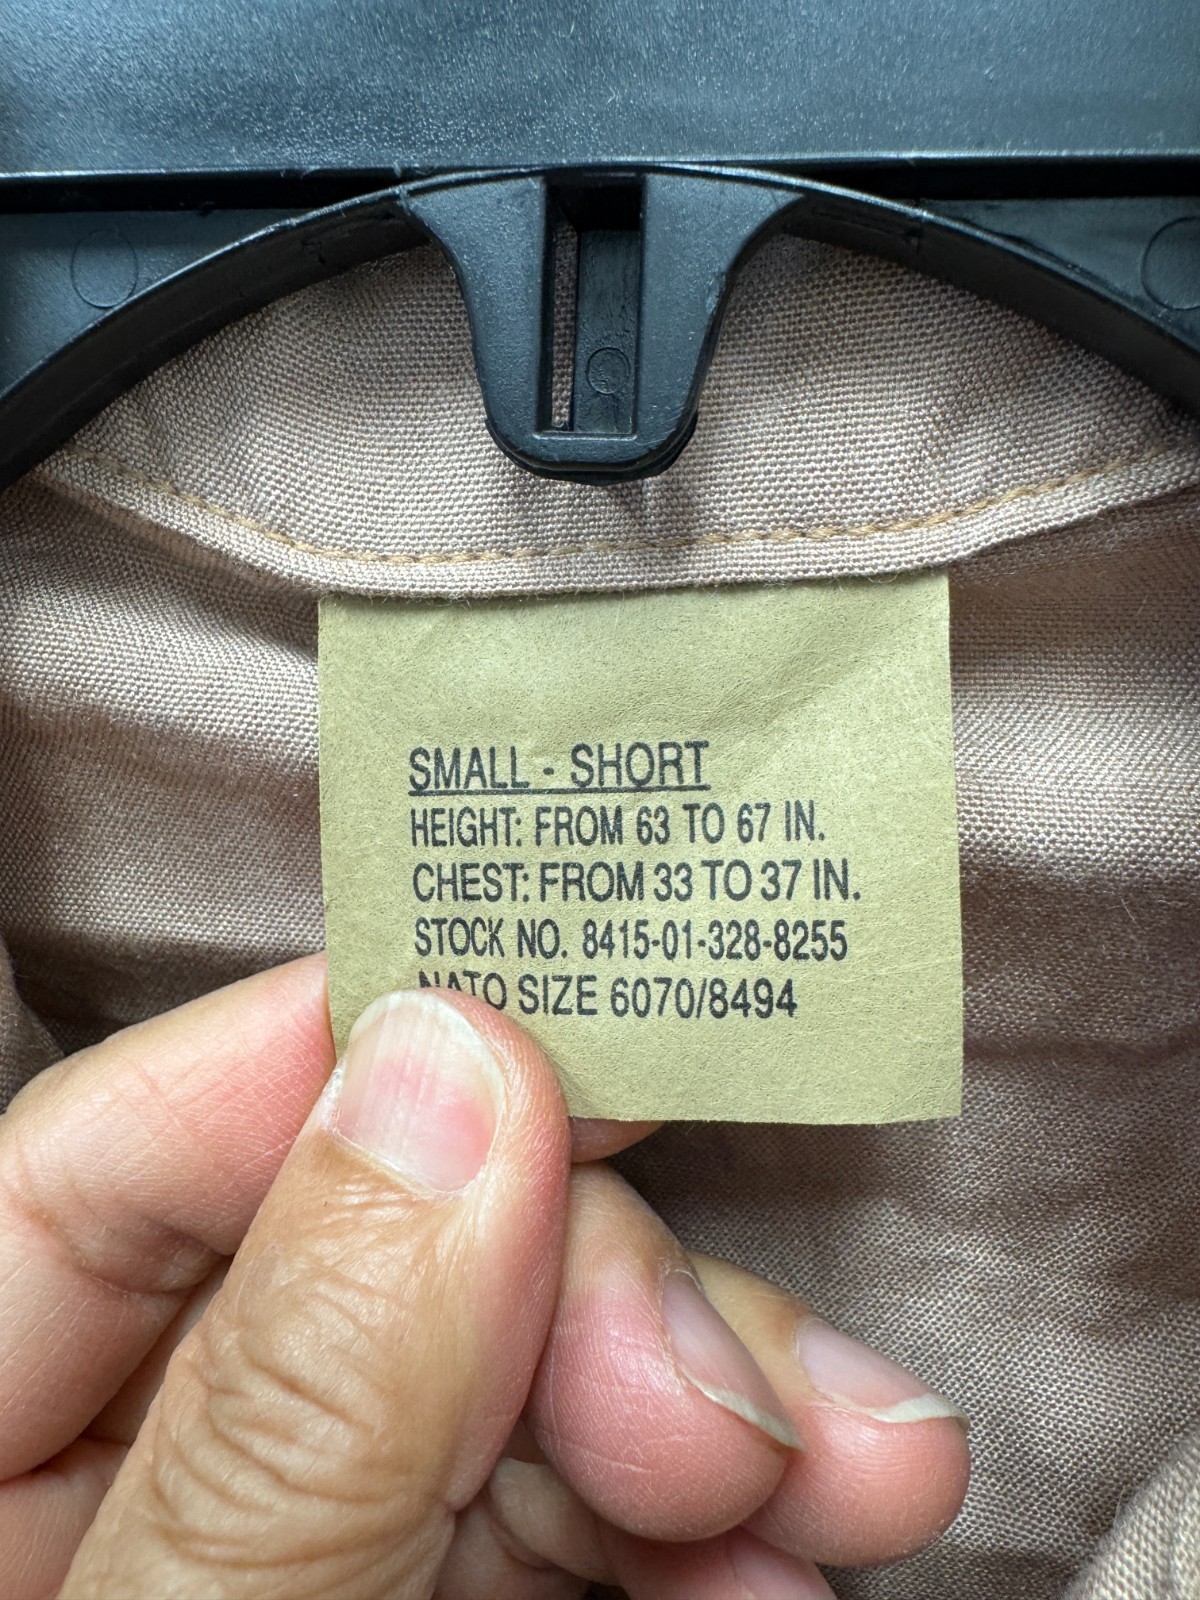 SMALL - SHORT
HEIGHT: FROM 63 TO 67 IN.
CHEST: FROM 33 TO 37 IN.
STOCK NO. 8415-01-328-8255
NATO SIZE 6070/8494